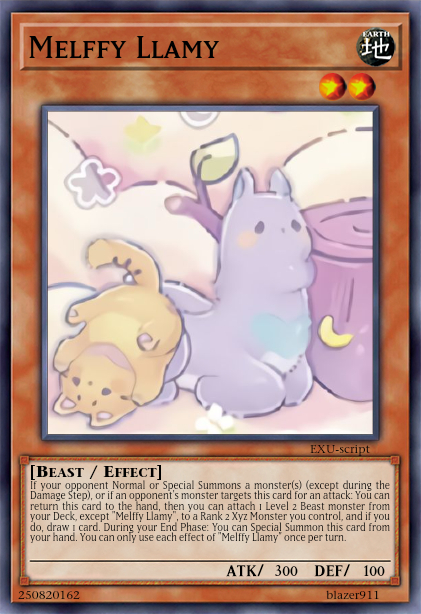 Melffy Llamy
EARTH
地
EXU-script
[Beast / Effect]
If your opponent Normal or Special Summons a monster(s) (except during the
Damage Step), or if an opponent's monster targets this card for an attack: You can
return this card to the hand, then you can attach 1 Level 2 Beast monster from
your Deck, except "Melffy Llamy", to a Rank 2 Xyz Monster you control, and if you
do, draw 1 card. During your End Phase: You can Special Summon this card from
your hand. You can only use each effect of "Melffy Llamy" once per turn.
ATK/ 300 DEF/ 100
250820162 blazer911